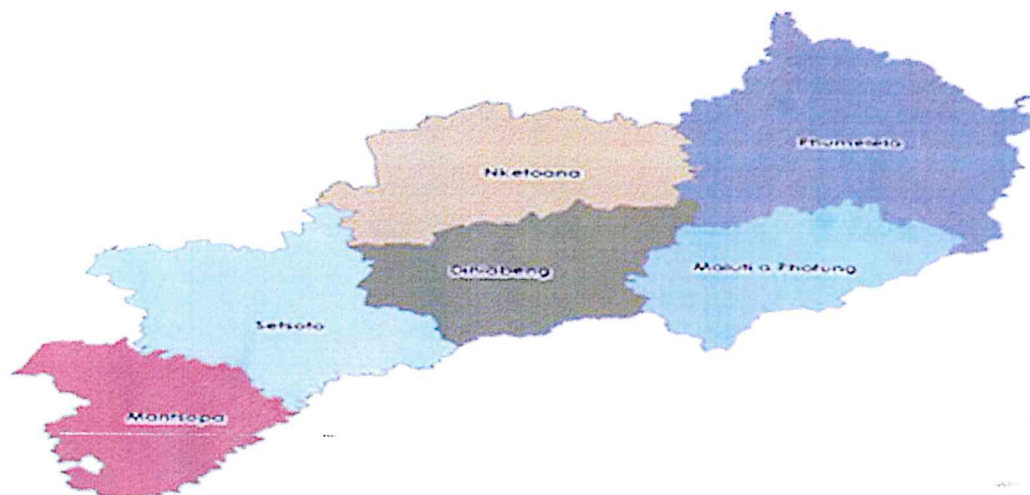 Phumelela
Nketoana
Dihlabeng
Maluti a Phofung
Setsoto
Mantsopa